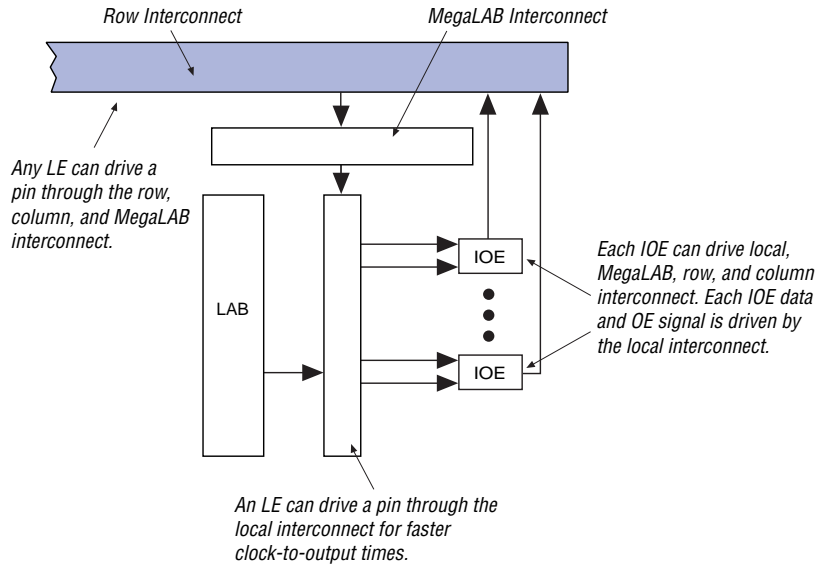 Row Interconnect
MegaLAB Interconnect
Any LE can drive a
pin through the row,
column, and MegaLAB
interconnect.
LAB
IOE
IOE
Each IOE can drive local,
MegaLAB, row, and column
interconnect. Each IOE data
and OE signal is driven by
the local interconnect.
An LE can drive a pin through the
local interconnect for faster
clock-to-output times.